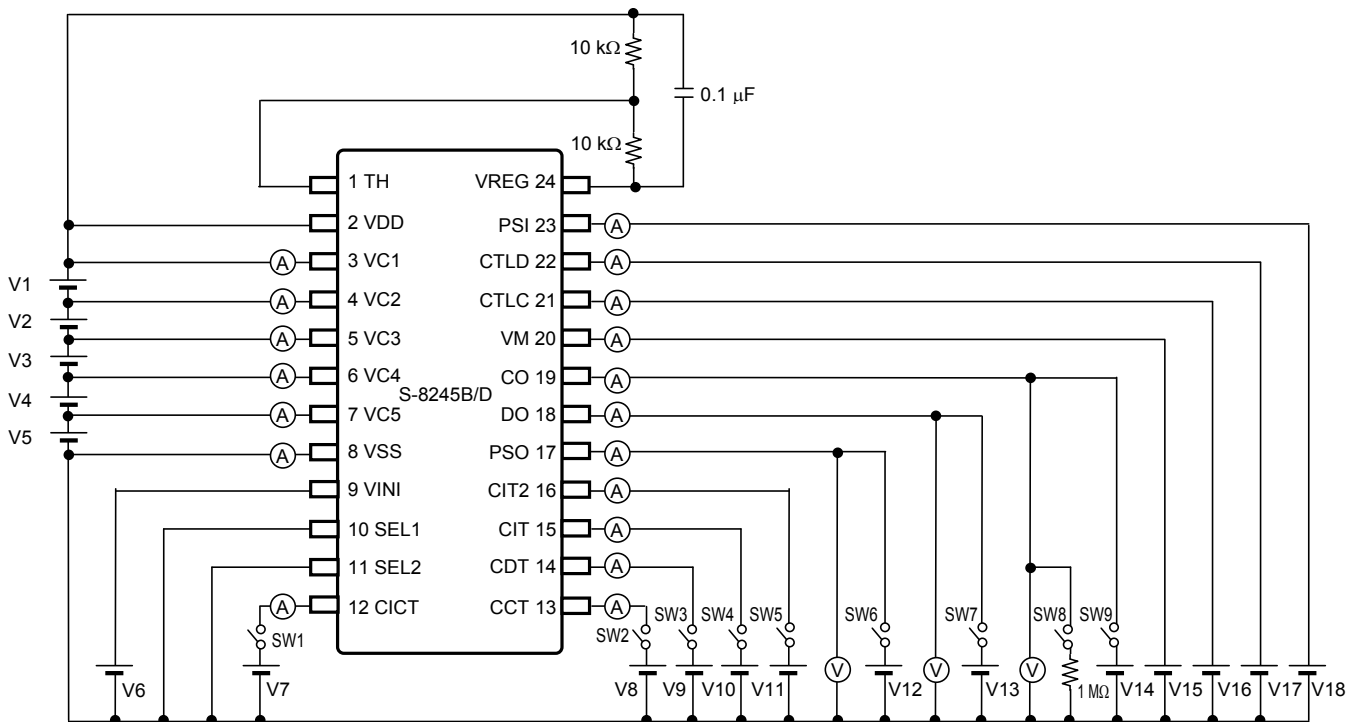 10 kΩ
0.1 μF
10 kΩ
1 TH VREG 24
2 VDD PSI 23
A
3 VC1 CTLD 22
A A
V1
4 VC2 CTLC 21
A A
V2
5 VC3 VM 20
A A
V3
6 VC4 CO 19
A A
S-8245B/D
V4
7 VC5 DO 18
A A
V5
8 VSS PSO 17
A A
9 VINI CIT2 16
A
10 SEL1 CIT 15
A
11 SEL2 CDT 14
A
12 CICT CCT 13
A A
SW1 SW2 SW3 SW4 SW5 SW6 SW7 SW8 SW9
V V V
V6 V7 V8 V9 V10 V11 V12 V13 1 MΩ V14 V15 V16 V17 V18